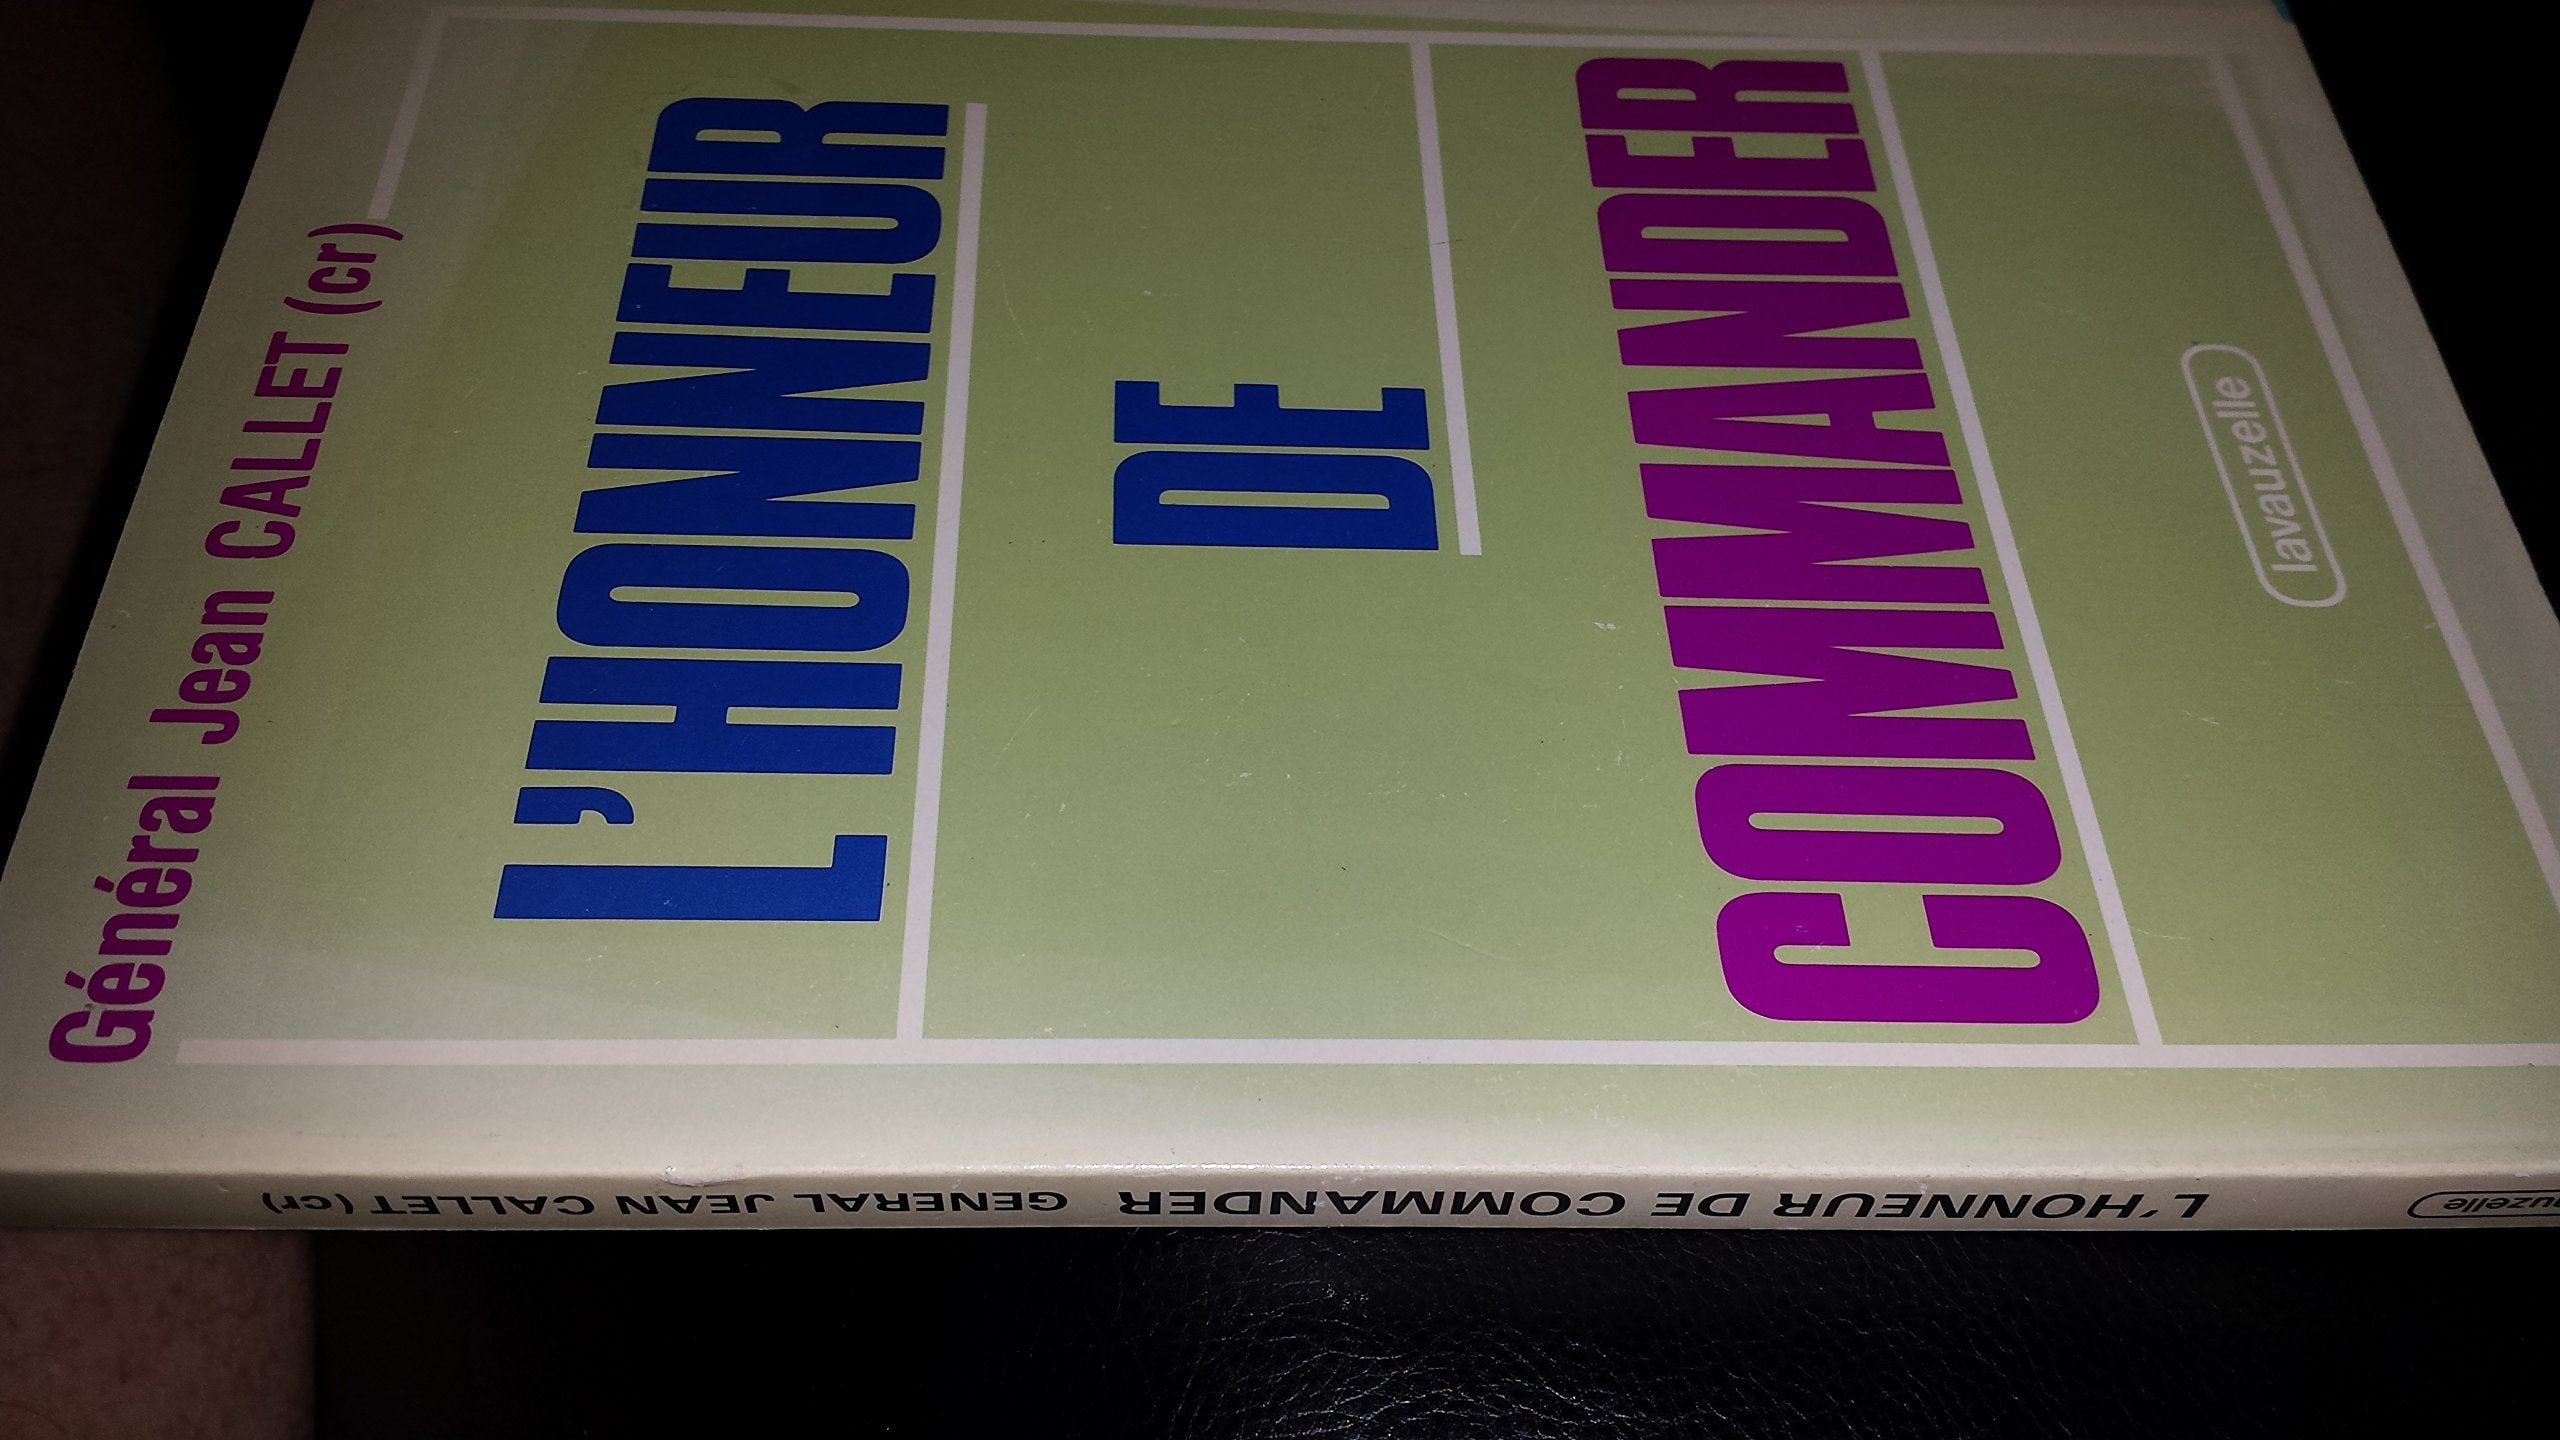 Général Jean CALLET (cr)
L'HONNEUR
DE
COMMANDER
lavauzelle
L'HONNEUR DE COMMANDER GENERAL JEAN CALLET (cr)